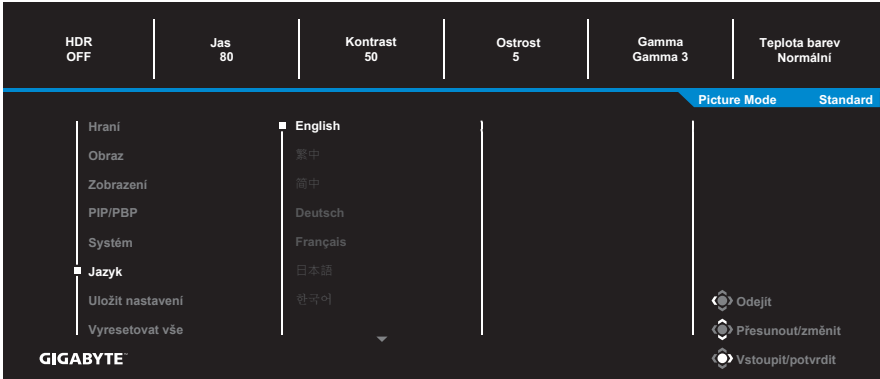 HDR Jas Kontrast Ostrost Gamma Teplota barev
OFF 80 50 5 Gamma 3 Normální
Picture Mode Standard
Hraní English
Obraz 繁中
Zobrazení 简中
PIP/PBP Deutsch
Systém Français
Jazyk 日本語
Uložit nastavení 한국어
Vyresetovat vše
Odejít
Přesunout/změnit
GIGABYTE Vstoupit/potvrdit